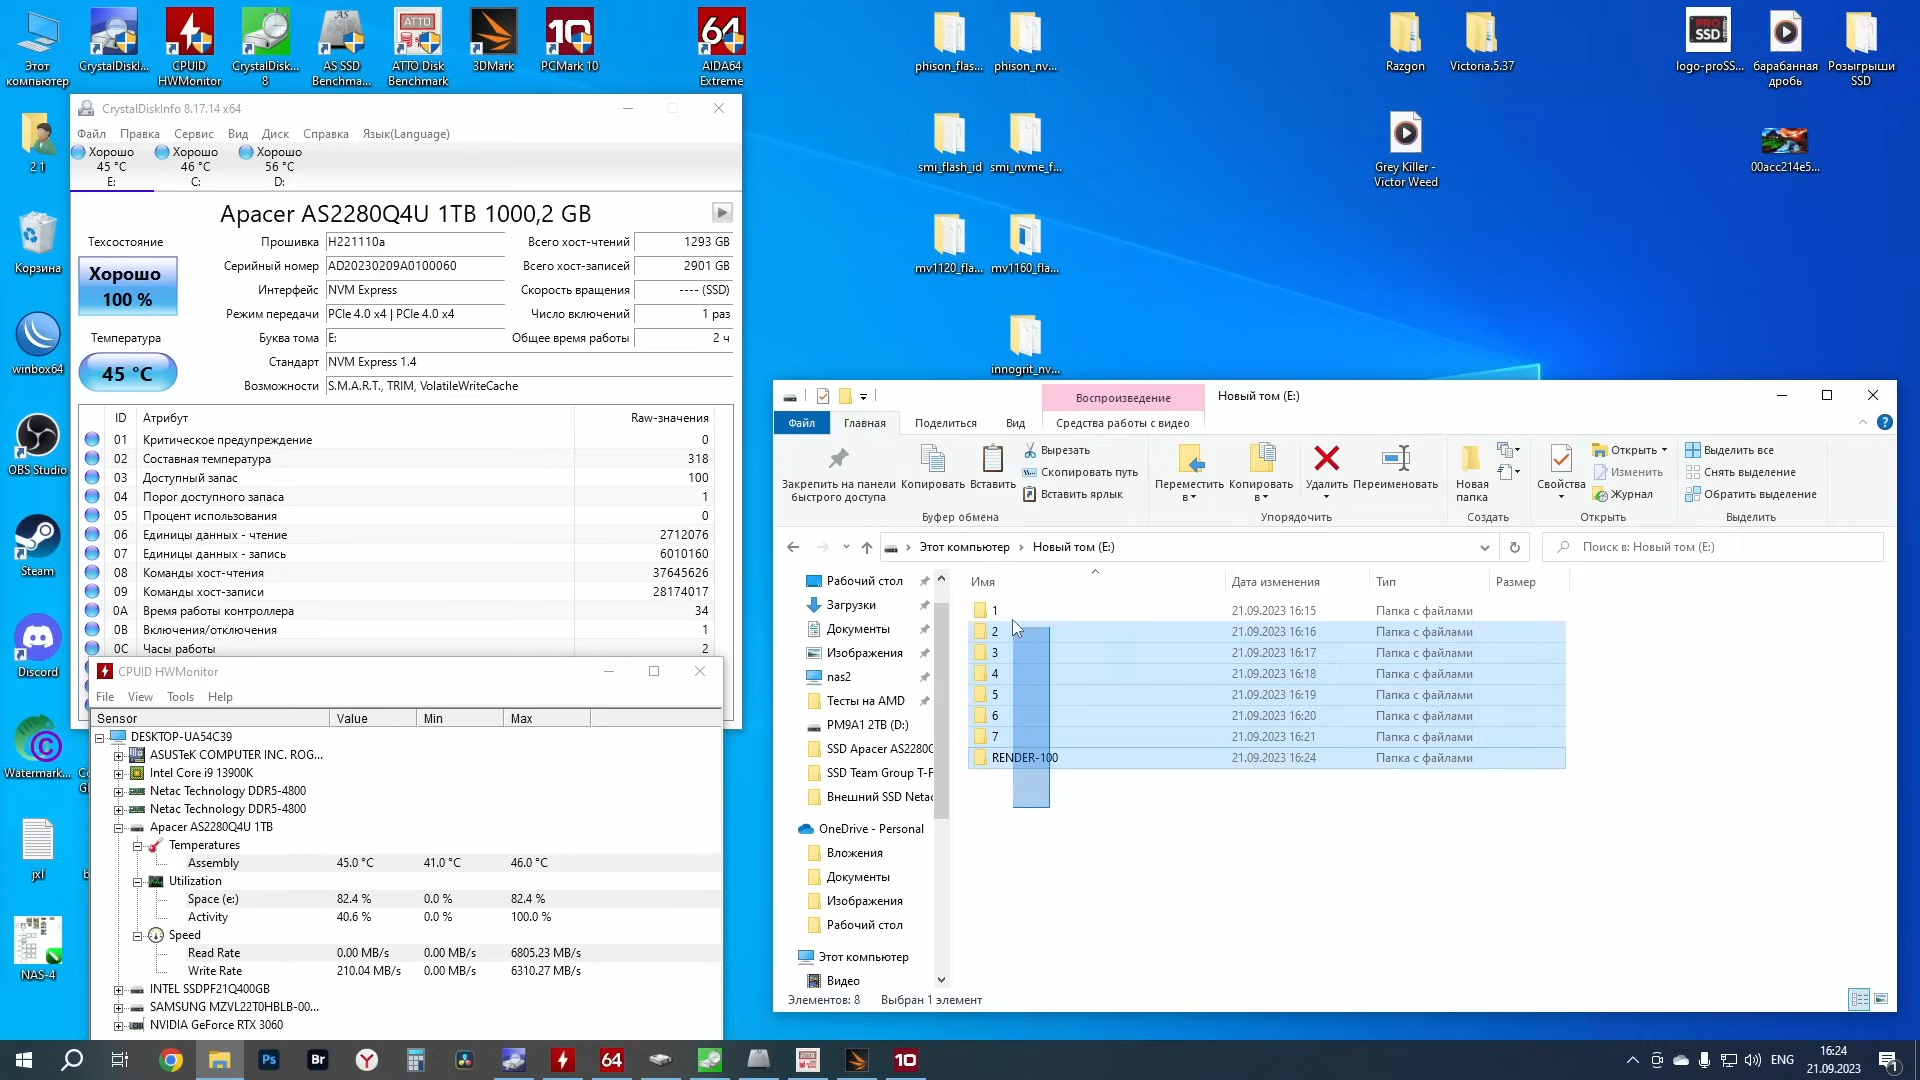 Этот
компьютер
CrystalDiskI...
CPUID
HWMonitor
CrystalDisk...
8
AS SSD
Benchma...
ATTO Disk
Benchmark
3DMark
PCMark 10
AIDA64
Extreme
phison_flas...
phison_nv...
Razgon
Victoria.5.37
logo-proSS...
барабанная
дробь
Розыгрыши
SSD
smi_flash_id
smi_nvme_f...
Grey Killer -
Victor Weed
00acc214e5...
mv1120_fla...
mv1160_fla...
innogrit_nv...
2 1
Корзина
winbox64
OBS Studio
Steam
Discord
Watermark...
jxl
NAS-4
CrystalDiskInfo 8.17.14 x64
Файл Правка Сервис Вид Диск Справка Язык(Language)
Хорошо Хорошо Хорошо
45 °C 46 °C 56 °C
E: C: D:
Apacer AS2280Q4U 1TB 1000,2 GB
Техсостояние
Хорошо
100 %
Температура
45 °C
Прошивка H221110a Всего хост-чтений 1293 GB
Серийный номер AD20230209A0100060 Всего хост-записей 2901 GB
Интерфейс NVM Express Скорость вращения ---- (SSD)
Режим передачи PCIe 4.0 x4 | PCIe 4.0 x4 Число включений 1 раз
Буква тома E: Общее время работы 2 ч
Стандарт NVM Express 1.4
Возможности S.M.A.R.T., TRIM, VolatileWriteCache
ID Атрибут Raw-значения
01 Критическое предупреждение 0
02 Составная температура 318
03 Доступный запас 100
04 Порог доступного запаса 1
05 Процент использования 0
06 Единицы данных - чтение 2712076
07 Единицы данных - запись 6010160
08 Команды хост-чтения 37645626
09 Команды хост-записи 28174017
0A Время работы контроллера 34
0B Включения/отключения 1
0C Часы работы 2
CPUID HWMonitor
File View Tools Help
Sensor Value Min Max
DESKTOP-UA54C39
ASUSTeK COMPUTER INC. ROG...
Intel Core i9 13900K
Netac Technology DDR5-4800
Netac Technology DDR5-4800
Apacer AS2280Q4U 1TB
Temperatures
Assembly 45.0 °C 41.0 °C 46.0 °C
Utilization
Space (e:) 82.4 % 0.0 % 82.4 %
Activity 40.6 % 0.0 % 100.0 %
Speed
Read Rate 0.00 MB/s 0.00 MB/s 6805.23 MB/s
Write Rate 210.04 MB/s 0.00 MB/s 6310.27 MB/s
INTEL SSDPF21Q400GB
SAMSUNG MZVL22T0HBLB-00...
NVIDIA GeForce RTX 3060
Воспроизведение Новый том (E:)
Файл Главная Поделиться Вид Средства работы с видео
Закрепить на панели
быстрого доступа
Копировать
Вставить
Вырезать
Скопировать путь
Вставить ярлык
Буфер обмена
Переместить
в
Копировать
в
Удалить
Переименовать
Упорядочить
Новая
папка
Создать
Свойства
Открыть
Изменить
Журнал
Открыть
Выделить все
Снять выделение
Обратить выделение
Выделить
Этот компьютер › Новый том (E:)
Поиск в: Новый том (E:)
Рабочий стол
Загрузки
Документы
Изображения
nas2
Тесты на AMD
PM9A1 2TB (D:)
SSD Apacer AS2280Q
SSD Team Group T-F
Внешний SSD Netac
OneDrive - Personal
Вложения
Документы
Изображения
Рабочий стол
Этот компьютер
Видео
Имя Дата изменения Тип Размер
1 21.09.2023 16:15 Папка с файлами
2 21.09.2023 16:16 Папка с файлами
3 21.09.2023 16:17 Папка с файлами
4 21.09.2023 16:18 Папка с файлами
5 21.09.2023 16:19 Папка с файлами
6 21.09.2023 16:20 Папка с файлами
7 21.09.2023 16:21 Папка с файлами
RENDER-100 21.09.2023 16:24 Папка с файлами
Элементов: 8 Выбран 1 элемент
ENG
16:24
21.09.2023